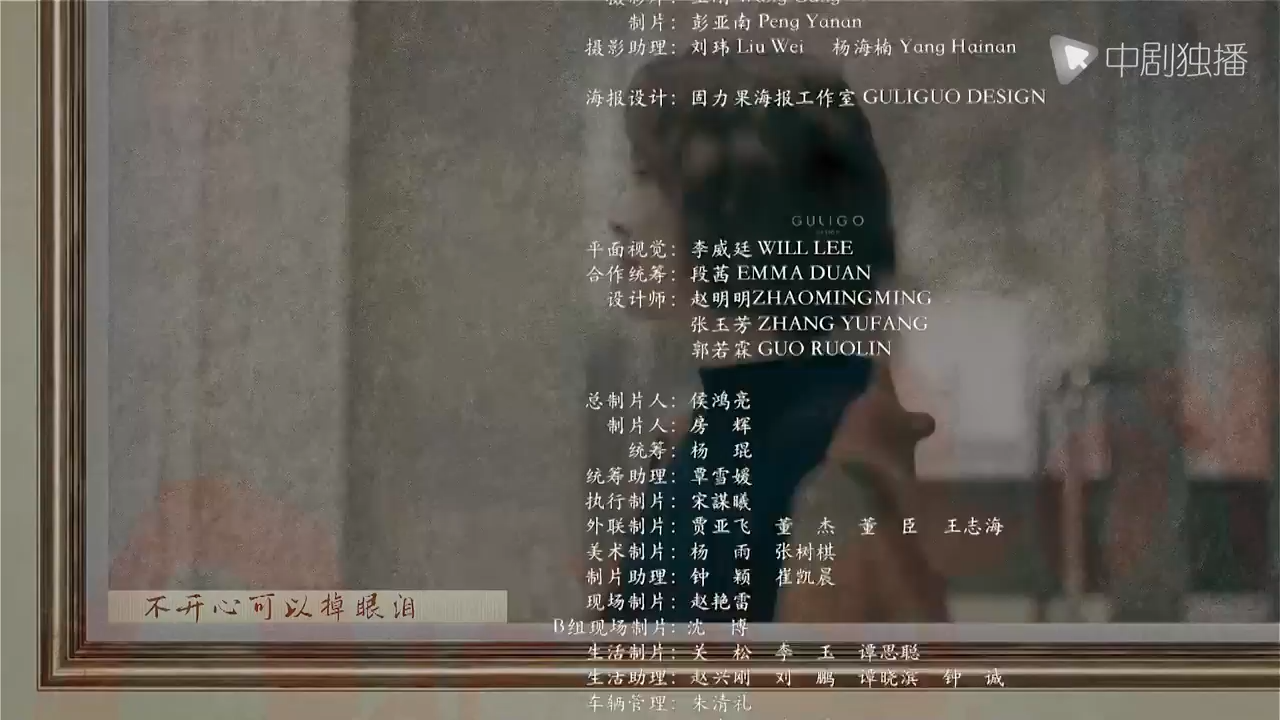 制片：彭亚南 Peng Yanan
摄影助理：刘玮 Liu Wei 杨海楠 Yang Hainan
中剧独播
海报设计：固力果海报工作室 GULIGUO DESIGN
GULIGO
平面视觉：李威廷 WILL LEE
合作统筹：段茜 EMMA DUAN
设计师：赵明明ZHAOMINGMING
张玉芳 ZHANG YUFANG
郭若霖 GUO RUOLIN
总制片人：侯鸿亮
制片人：房 辉
统筹：杨 琨
统筹助理：覃雪媛
执行制片：宋謀曦
外联制片：贾亚飞 董 杰 董 臣 王志海
美术制片：杨 雨 张树棋
制片助理：钟 颖 崔凯晨
现场制片：赵艳雷
不开心可以掉眼泪
B组现场制片：沈 博
生活制片：关 松 李 玉 谭思聪
生活助理：赵兴刚 刘 鹏 谭晓滨 钟 诚
车辆管理：朱清礼